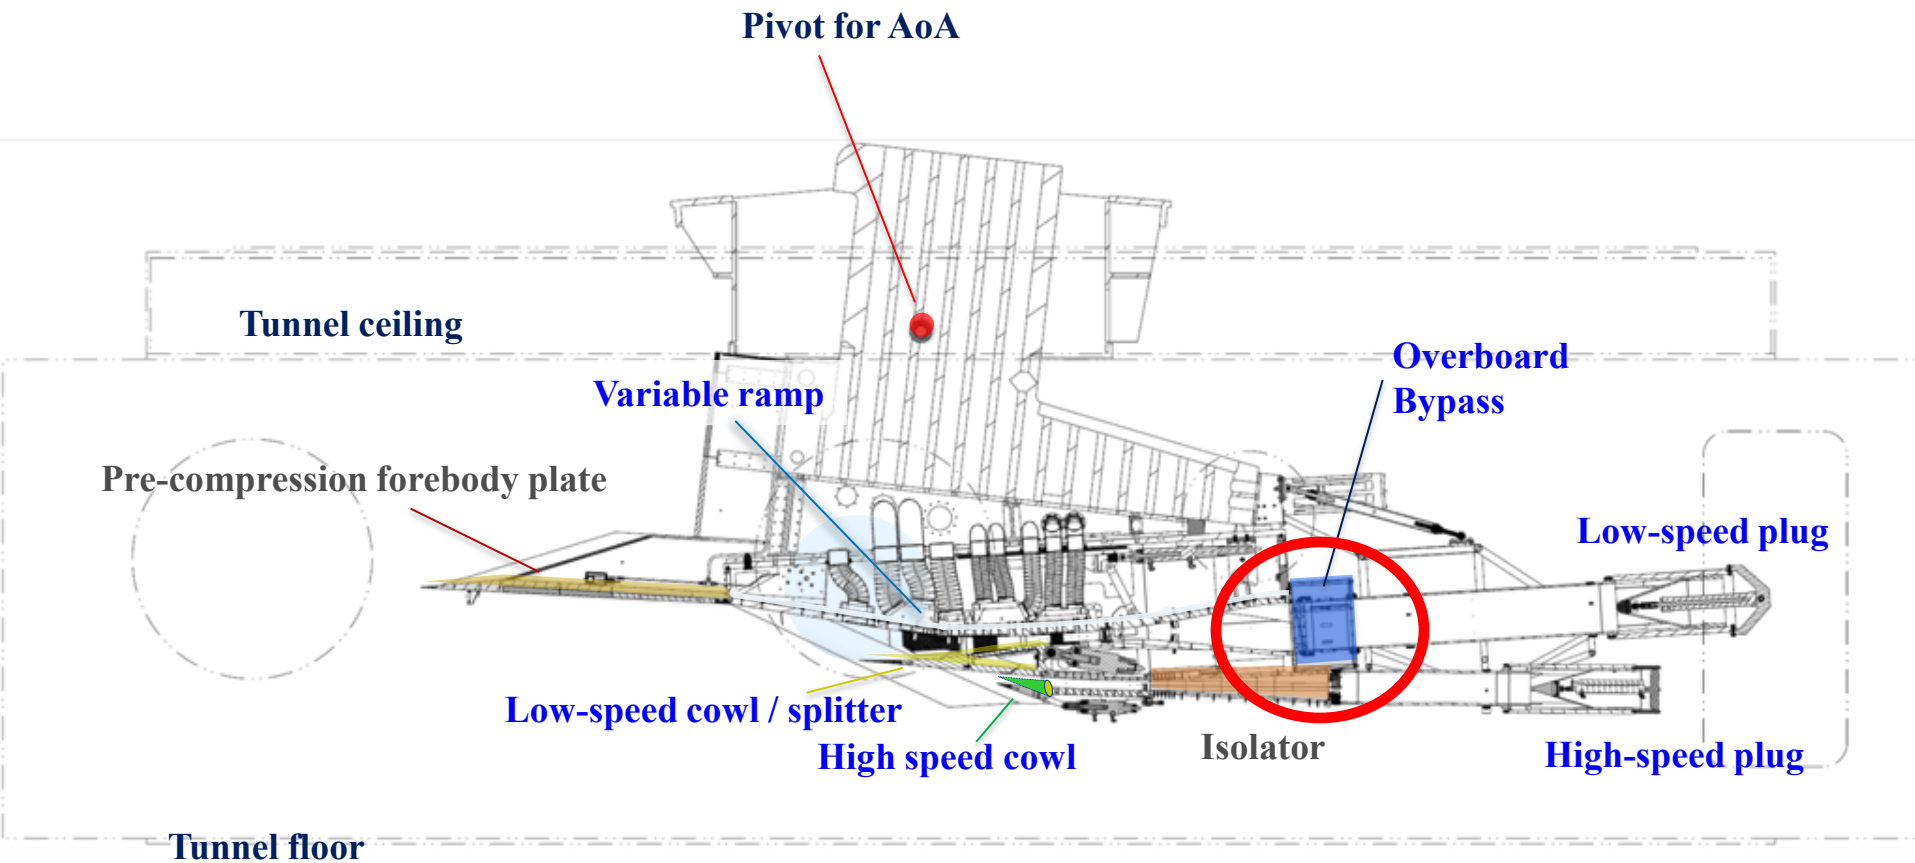 Pivot for AoA
Tunnel ceiling
Overboard
Bypass
Variable ramp
Pre-compression forebody plate
Low-speed plug
Low-speed cowl / splitter
High speed cowl
Isolator
High-speed plug
Tunnel floor